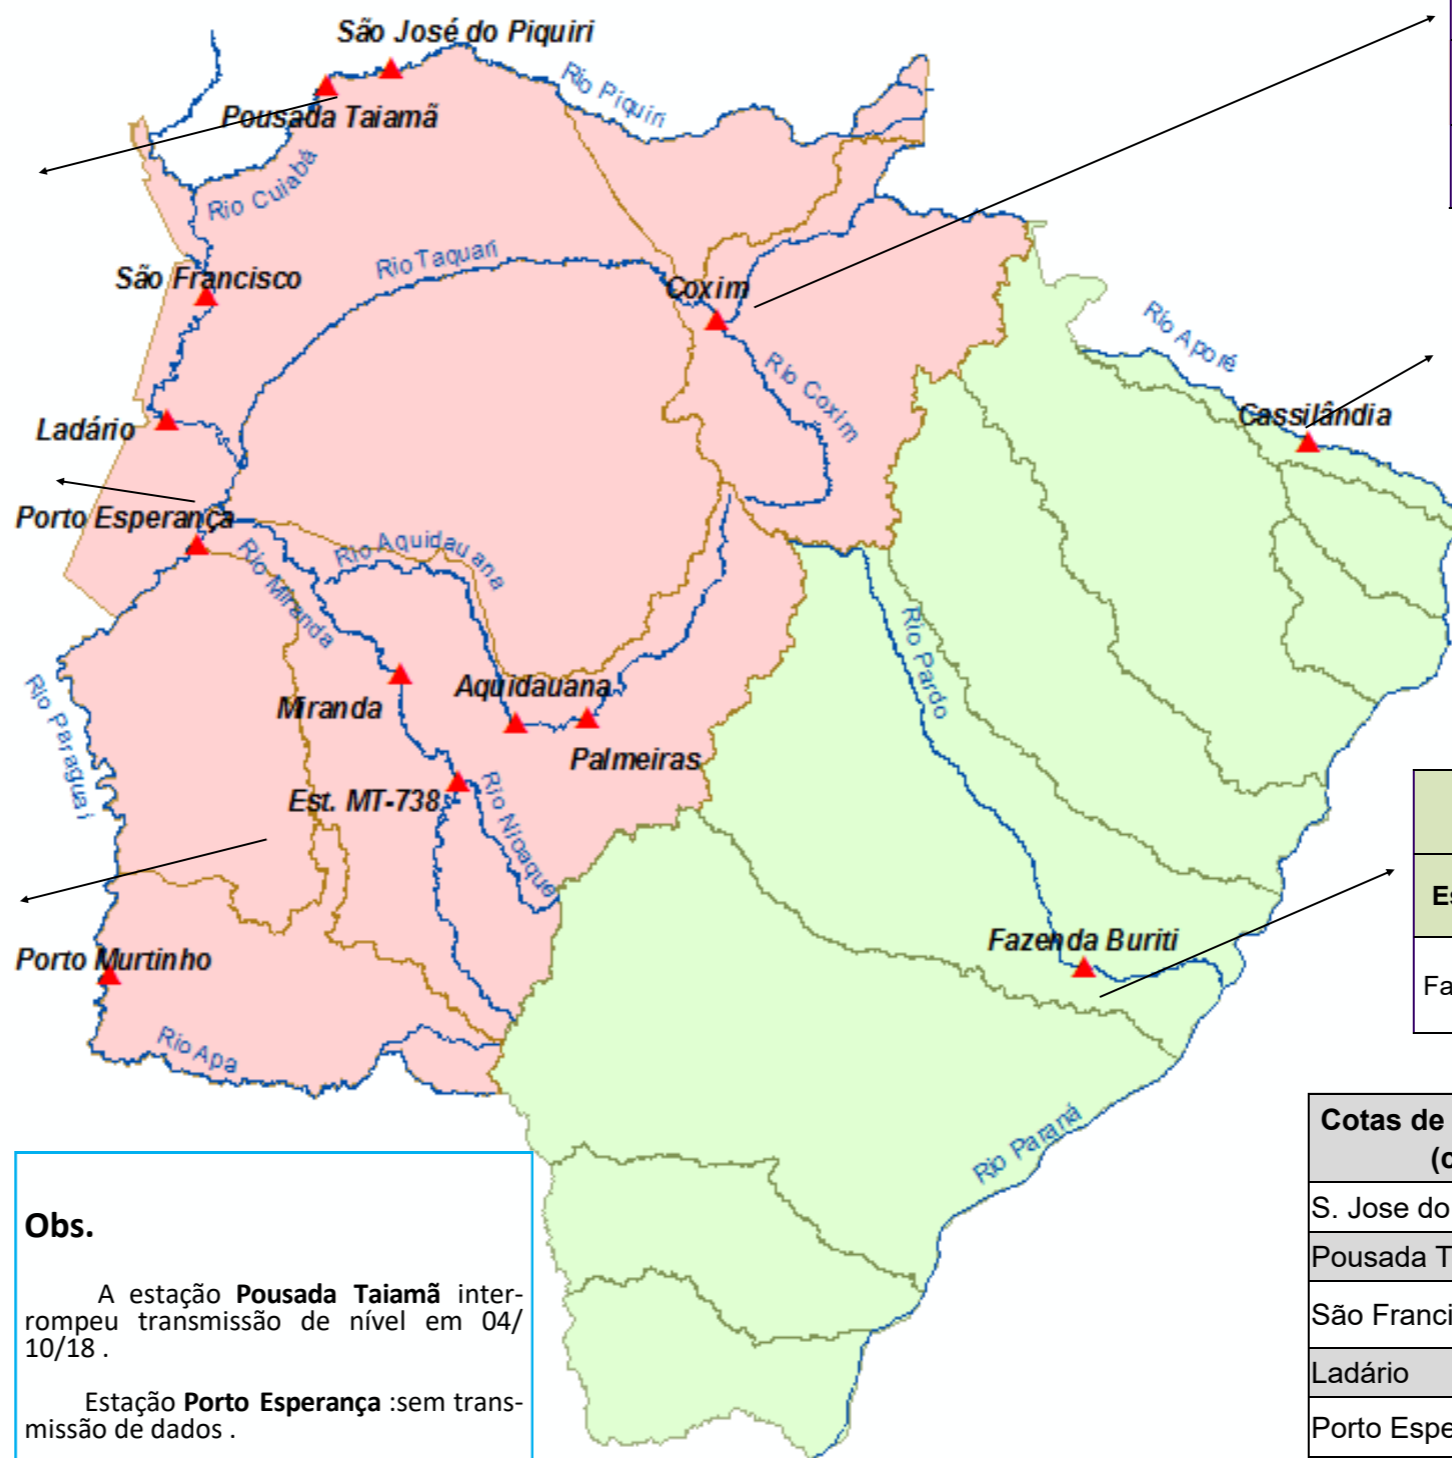 São José do Piquiri
Rio Piquiri
Pousada Taiamã
Rio Cuiabá
São Francisco
Rio Taquari
Coxim
Rio Coxim
Rio Aporé
Cassilândia
Ladário
Porto Esperança
Rio Aquidauana
Rio Miranda
Rio Pardo
Rio Paraguai
Aquidauana
Miranda
Palmeiras
Est. MT-738
Rio Nioaque
Fazenda Buriti
Porto Murtinho
Rio Apa
Rio Paraná
Es
Fa
Cotas de
(c
S. Jose do
Pousada T
São Franci
Ladário
Porto Espe
Obs.
A estação Pousada Taiamã inter-
rompeu transmissão de nível em 04/
10/18 .
Estação Porto Esperança :sem trans-
missão de dados .